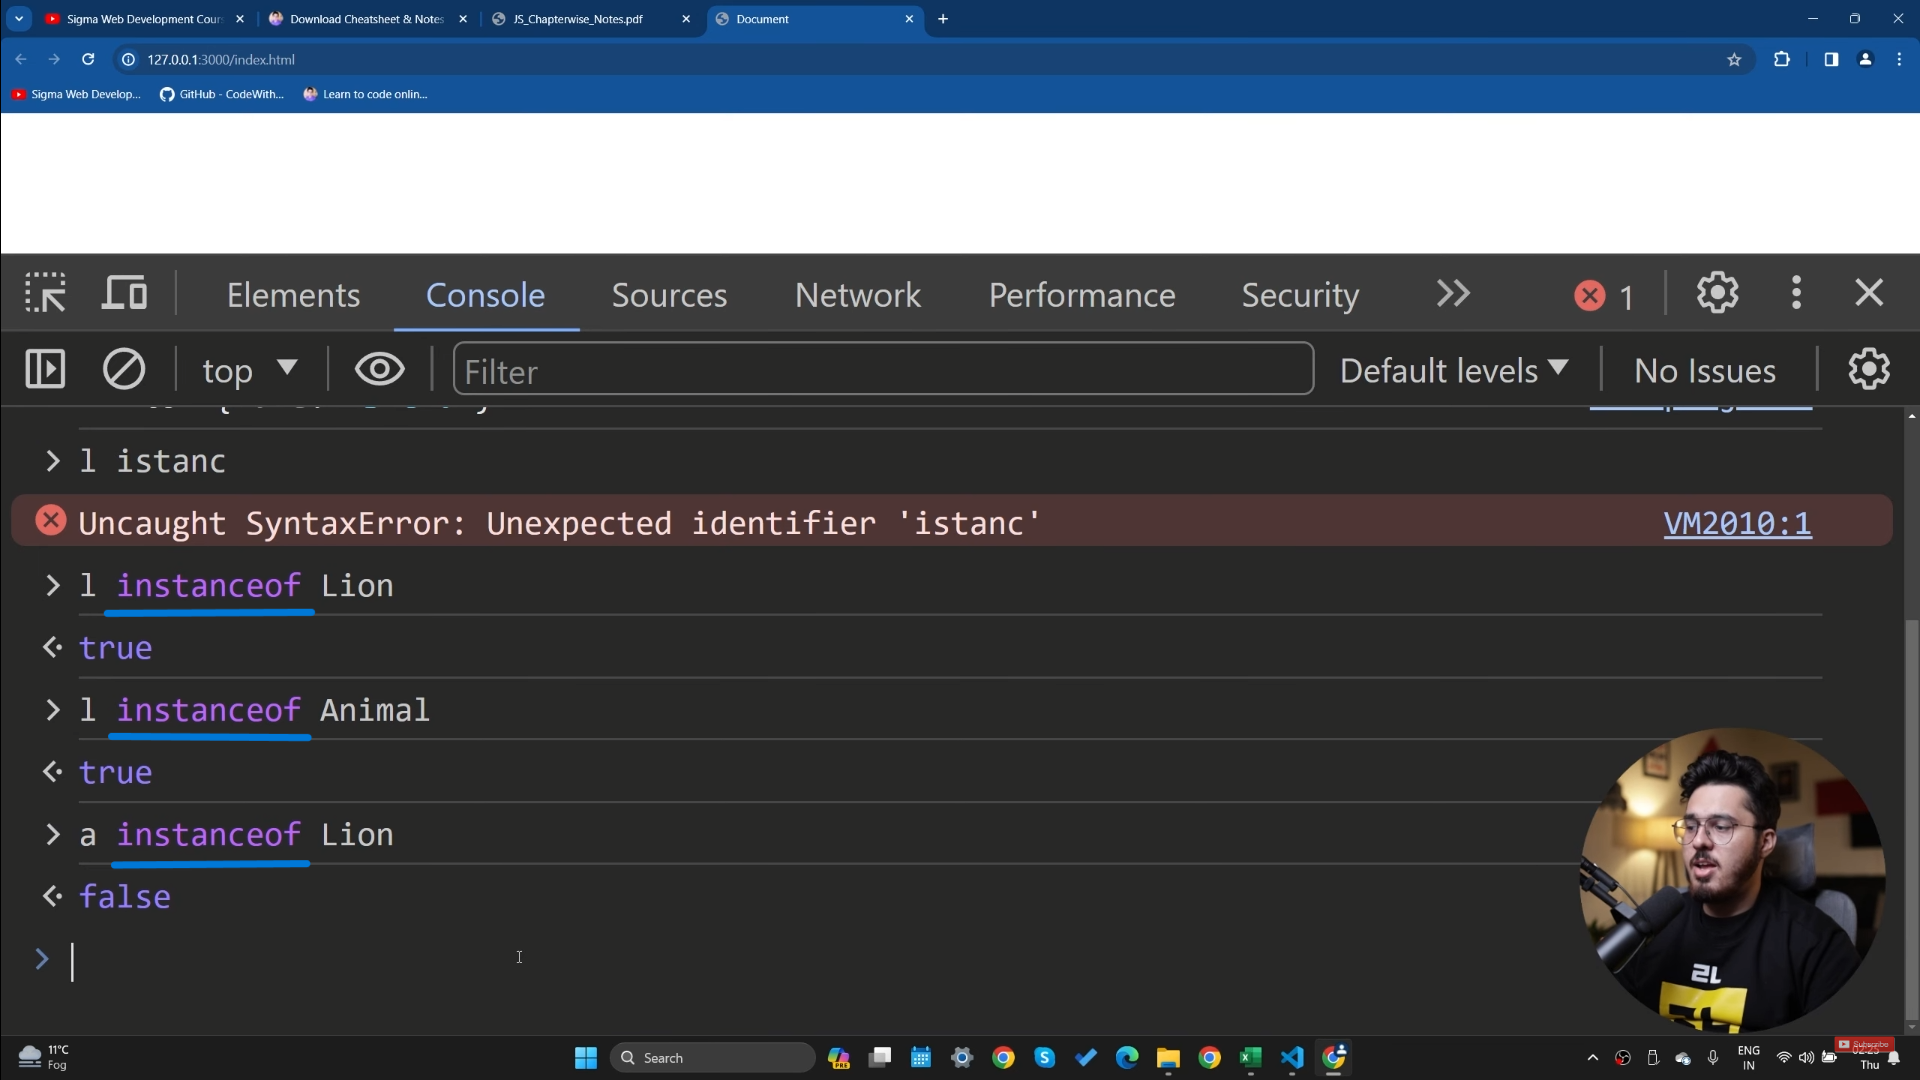 Sigma Web Development Cour
Download Cheatsheet & Notes
JS_Chapterwise_Notes.pdf
Document
127.0.0.1:3000/index.html
Sigma Web Develop...
GitHub - CodeWith...
Learn to code onlin...
Elements
Console
Sources
Network
Performance
Security
1
top
Filter
Default levels
No Issues
> l istanc
Uncaught SyntaxError: Unexpected identifier 'istanc'
VM2010:1
> l instanceof Lion
true
> l instanceof Animal
true
> a instanceof Lion
false
>
11°C
Fog
Search
PRE
ENG
IN
Subscribe
Thu